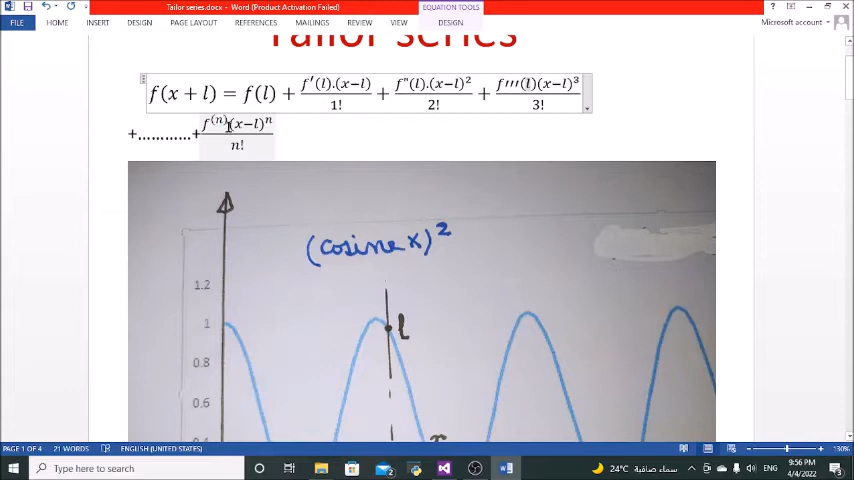 Tailor series.docx - Word (Product Activation Failed)
EQUATION TOOLS
FILE HOME INSERT DESIGN PAGE LAYOUT REFERENCES MAILINGS REVIEW VIEW DESIGN Microsoft account
Tailor series
f(x + l) = f(l) + f′(l).(x−l)/1! + f"(l).(x−l)²/2! + f′′′(l)(x−l)³/3!
+............+ f⁽ⁿ⁾(x−l)ⁿ/n!
(cosine x)²
1.2
1
l
0.8
0.6
PAGE 1 OF 4 21 WORDS ENGLISH (UNITED STATES) 130%
Type here to search
24°C سماء صافية ENG 9:56 PM
4/4/2022